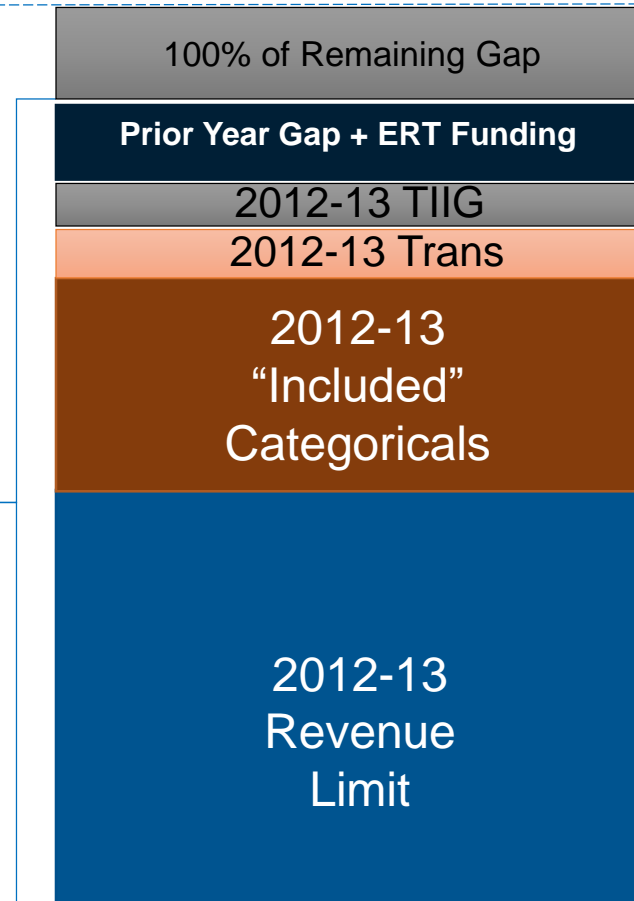 100% of Remaining Gap
Prior Year Gap + ERT Funding
2012-13 TIIG
2012-13 Trans
2012-13
“Included”
Categoricals
2012-13
Revenue
Limit